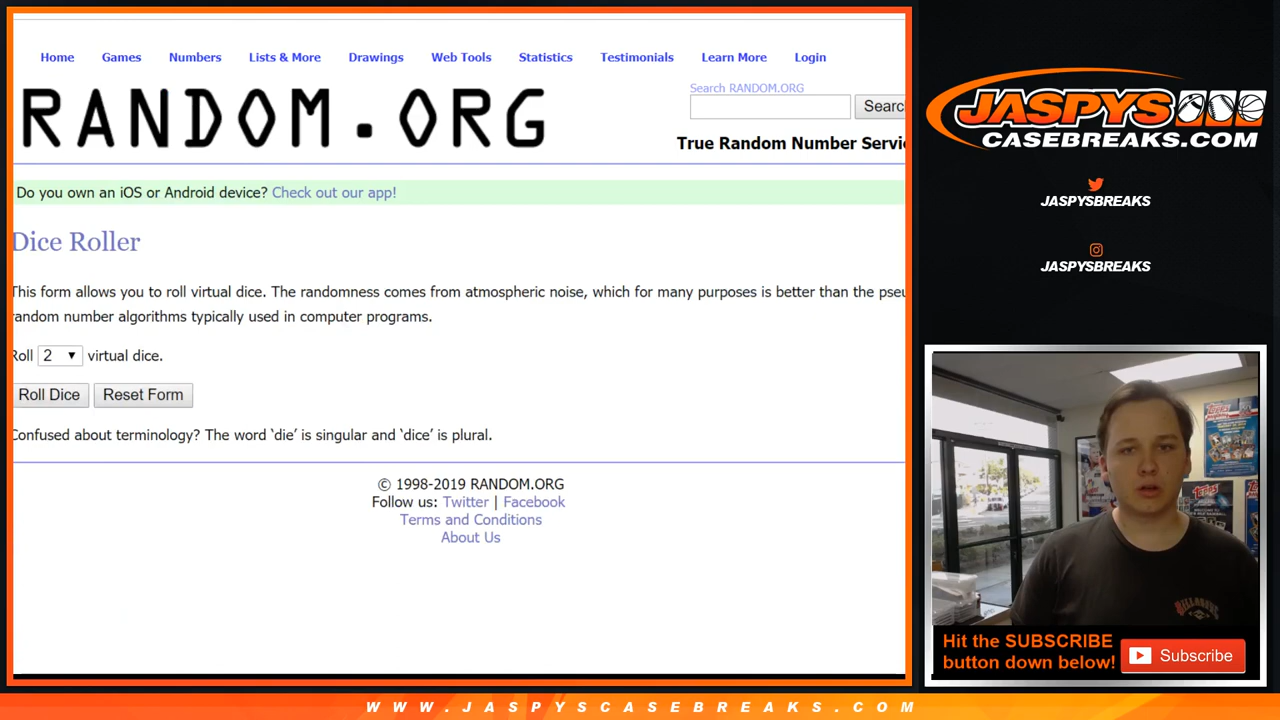 Home Games Numbers Lists & More Drawings Web Tools Statistics Testimonials Learn More Login
Search RANDOM.ORG
RANDOM.ORG
Searc
True Random Number Servi
Do you own an iOS or Android device? Check out our app!
Dice Roller
This form allows you to roll virtual dice. The randomness comes from atmospheric noise, which for many purposes is better than the pseu
random number algorithms typically used in computer programs.
Roll 2 virtual dice.
Roll Dice Reset Form
Confused about terminology? The word ‘die’ is singular and ‘dice’ is plural.
© 1998-2019 RANDOM.ORG
Follow us: Twitter | Facebook
Terms and Conditions
About Us
JASPYS
CASEBREAKS.COM
JASPYSBREAKS
JASPYSBREAKS
Topps
TOPPS
BILLABONG
Hit the SUBSCRIBE
button down below!
Subscribe
WWW.JASPYSCASEBREAKS.COM